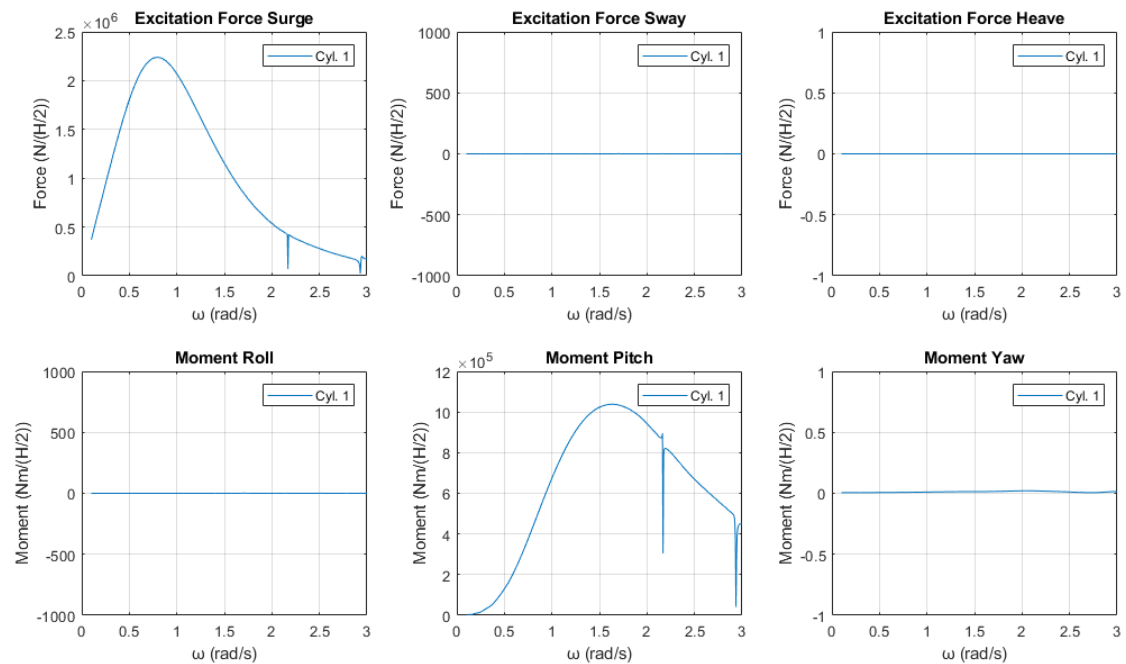 Excitation Force Surge
×10⁶
Cyl. 1
2.5
2
1.5
1
0.5
0
Force (N/(H/2))
0 0.5 1 1.5 2 2.5 3
ω (rad/s)
Excitation Force Sway
Cyl. 1
1000
500
0
-500
-1000
Force (N/(H/2))
0 0.5 1 1.5 2 2.5 3
ω (rad/s)
Excitation Force Heave
Cyl. 1
1
0.5
0
-0.5
-1
Force (N/(H/2))
0 0.5 1 1.5 2 2.5 3
ω (rad/s)
Moment Roll
Cyl. 1
1000
500
0
-500
-1000
Moment (Nm/(H/2))
0 0.5 1 1.5 2 2.5 3
ω (rad/s)
Moment Pitch
×10⁵
Cyl. 1
12
10
8
6
4
2
0
Moment (Nm/(H/2))
0 0.5 1 1.5 2 2.5 3
ω (rad/s)
Moment Yaw
Cyl. 1
1
0.5
0
-0.5
-1
Moment (Nm/(H/2))
0 0.5 1 1.5 2 2.5 3
ω (rad/s)